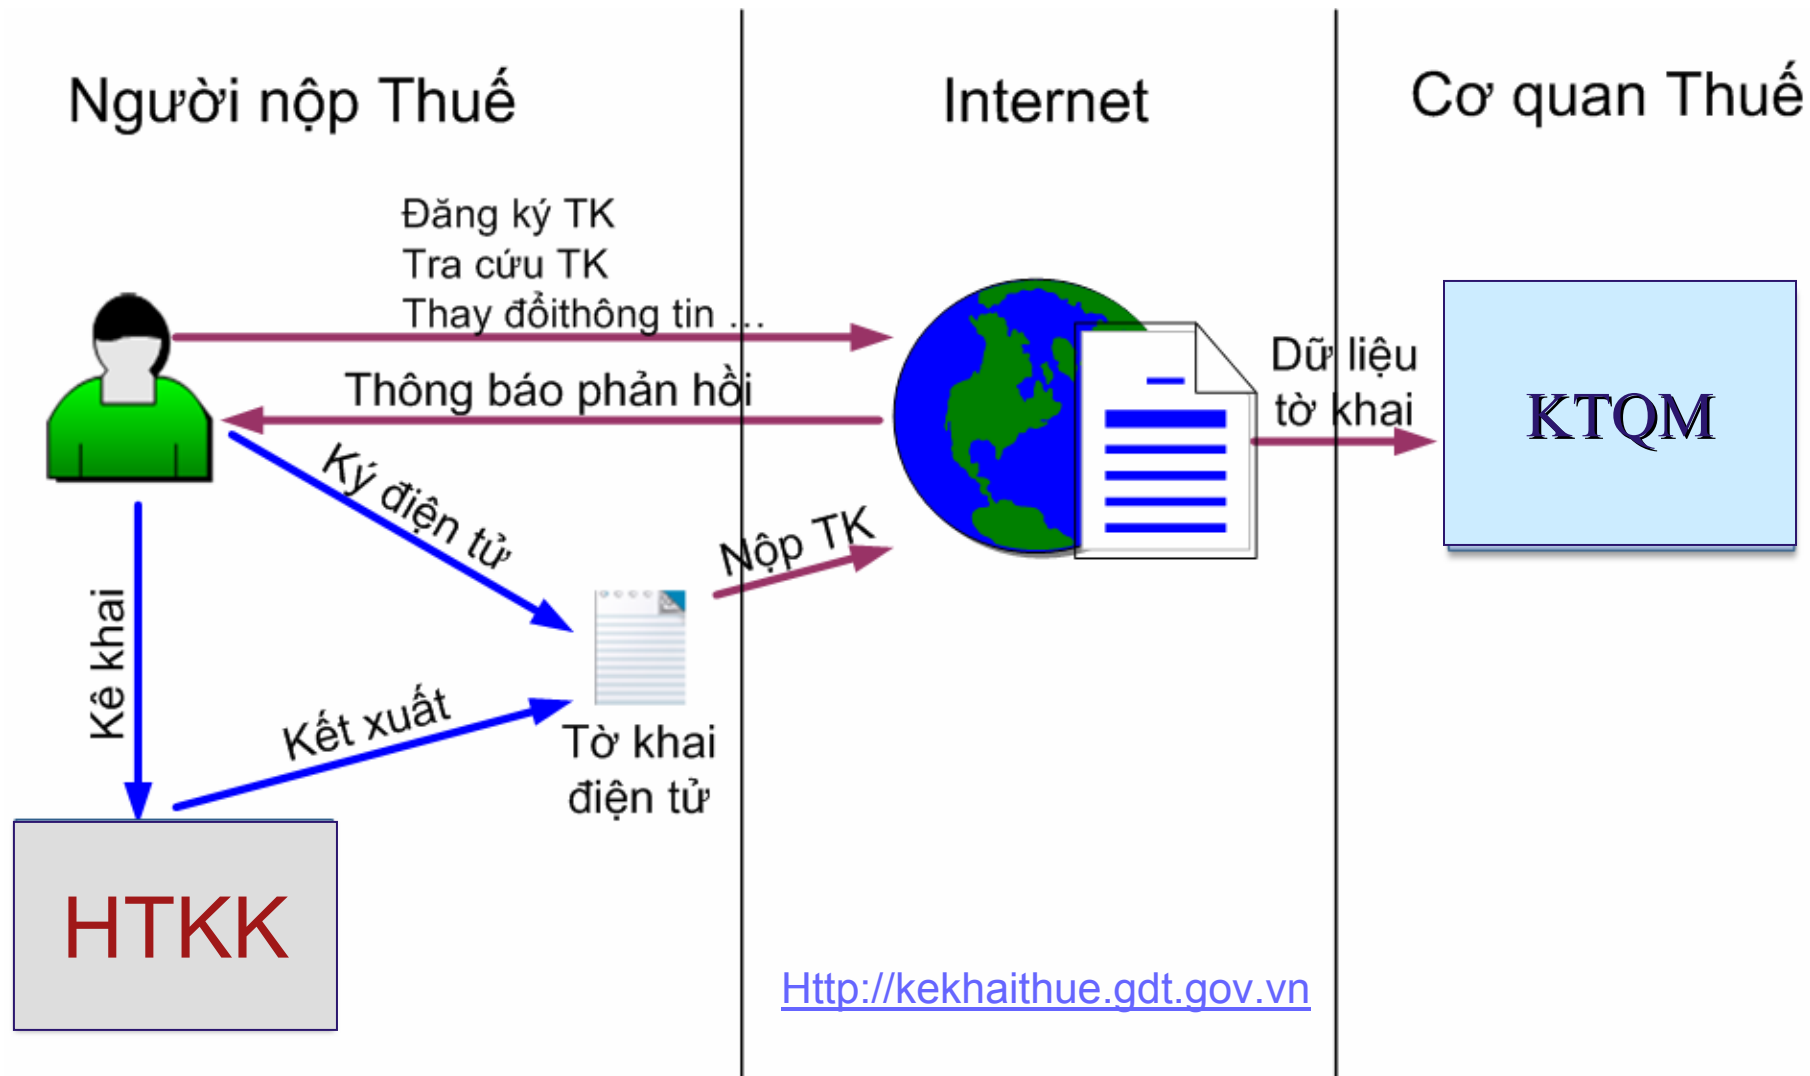 Người nộp Thuế
Internet
Cơ quan Thuế
Đăng ký TK
Tra cứu TK
Thay đổithông tin ...
Thông báo phản hồi
Dữ liệu
tờ khai
KTQM
Ký điện tử
Nộp TK
Kê khai
Kết xuất
Tờ khai
điện tử
HTKK
Http://kekhaithue.gdt.gov.vn